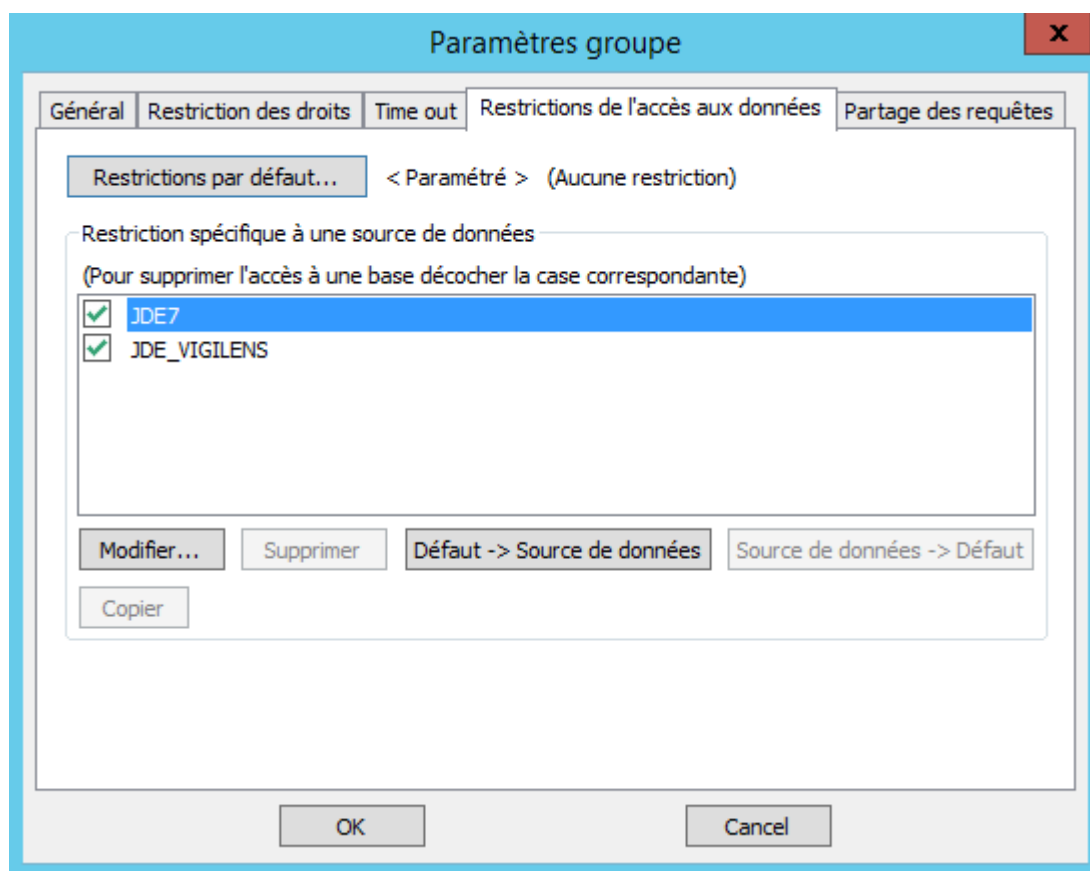 Paramètres groupe
x
Général Restriction des droits Time out Restrictions de l'accès aux données Partage des requêtes
Restrictions par défaut... < Paramétré > (Aucune restriction)
Restriction spécifique à une source de données
(Pour supprimer l'accès à une base décocher la case correspondante)
JDE7
JDE_VIGILENS
Modifier... Supprimer Défaut -> Source de données Source de données -> Défaut
Copier
OK Cancel